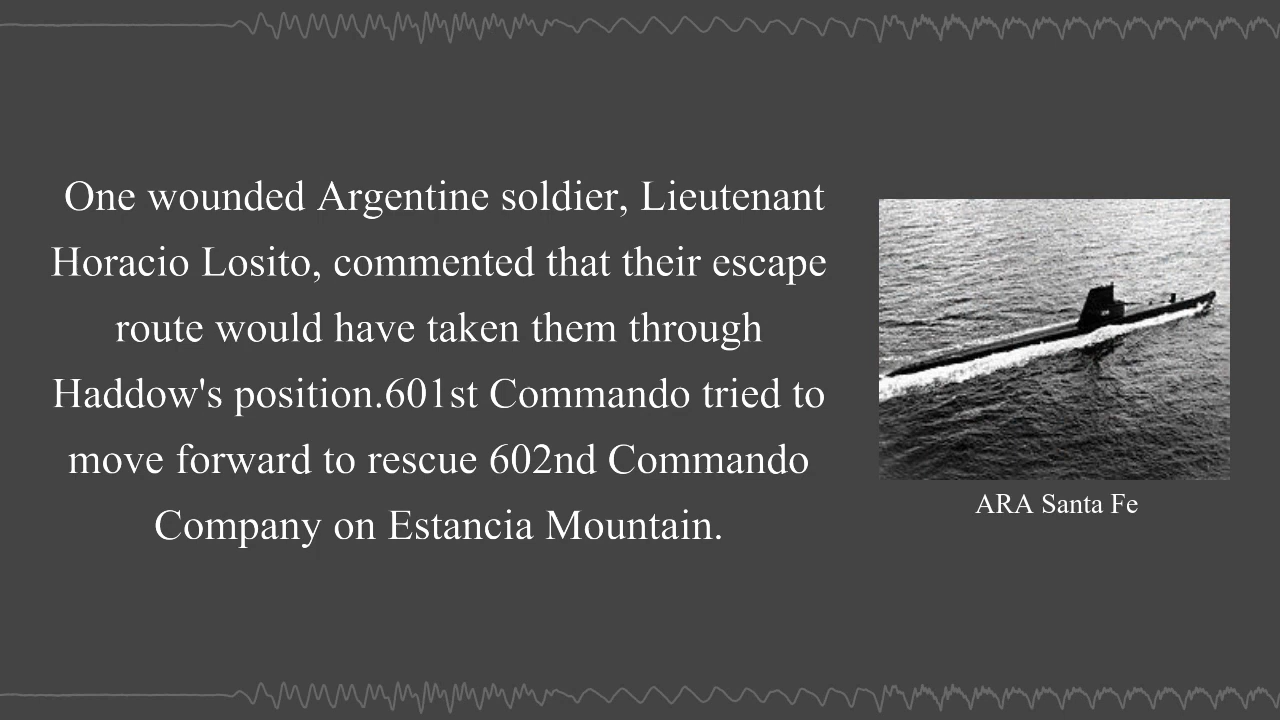 One wounded Argentine soldier, Lieutenant
Horacio Losito, commented that their escape
route would have taken them through
Haddow's position.601st Commando tried to
move forward to rescue 602nd Commando
Company on Estancia Mountain.
ARA Santa Fe